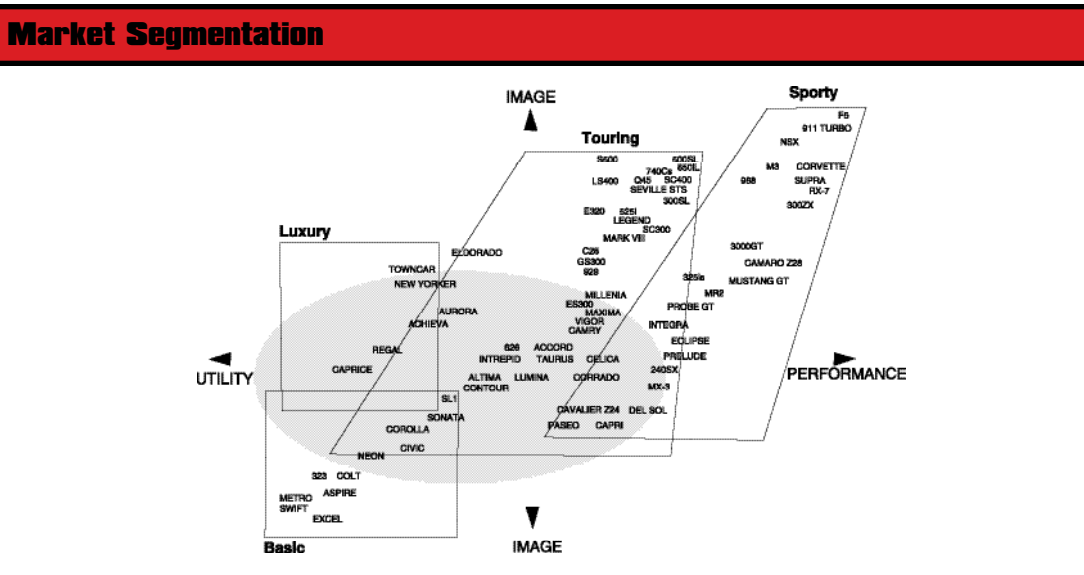 Market Segmentation
IMAGE
Sporty
F5
911 TURBO
Touring
NSX
S600
600SL
M3
CORVETTE
740Cs
850iL
LS400
Q45
SC400
968
SUPRA
SEVILLE STS
RX-7
300SL
300ZX
E320
525I
LEGEND
SC300
Luxury
MARK VIII
3000GT
ELDORADO
C28
GS300
CAMARO Z28
TOWNCAR
929
325is
MUSTANG GT
NEW YORKER
MILLENIA
MR2
ES300
PROBE GT
AURORA
MAXIMA
VIGOR
ACHIEVA
CAMRY
INTEGRA
ECLIPSE
REGAL
626
ACCORD
INTREPID
TAURUS
CELICA
PRELUDE
UTILITY
CAPRICE
240SX
PERFORMANCE
ALTIMA
LUMINA
CORRADO
CONTOUR
MX-3
SL1
CAVALIER Z24
DEL SOL
SONATA
COROLLA
PASEO
CAPRI
CIVIC
NEON
323
COLT
ASPIRE
METRO
SWIFT
EXCEL
IMAGE
Basic